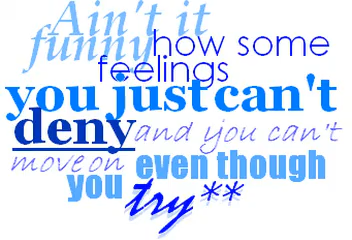 Ain't it
funny how some
feelings
you just can't
deny and you can't
move on even though
you try**